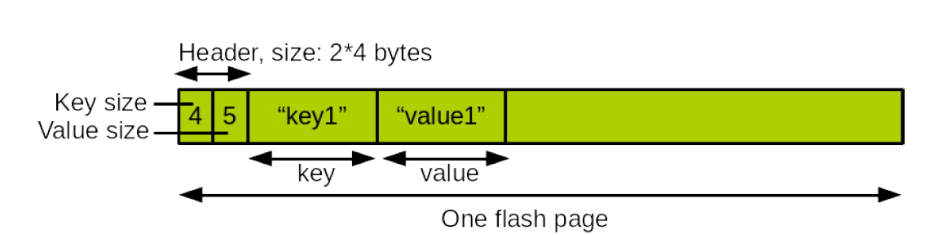 Header, size: 2*4 bytes
Key size
Value size
4
5
“key1”
“value1”
key
value
One flash page